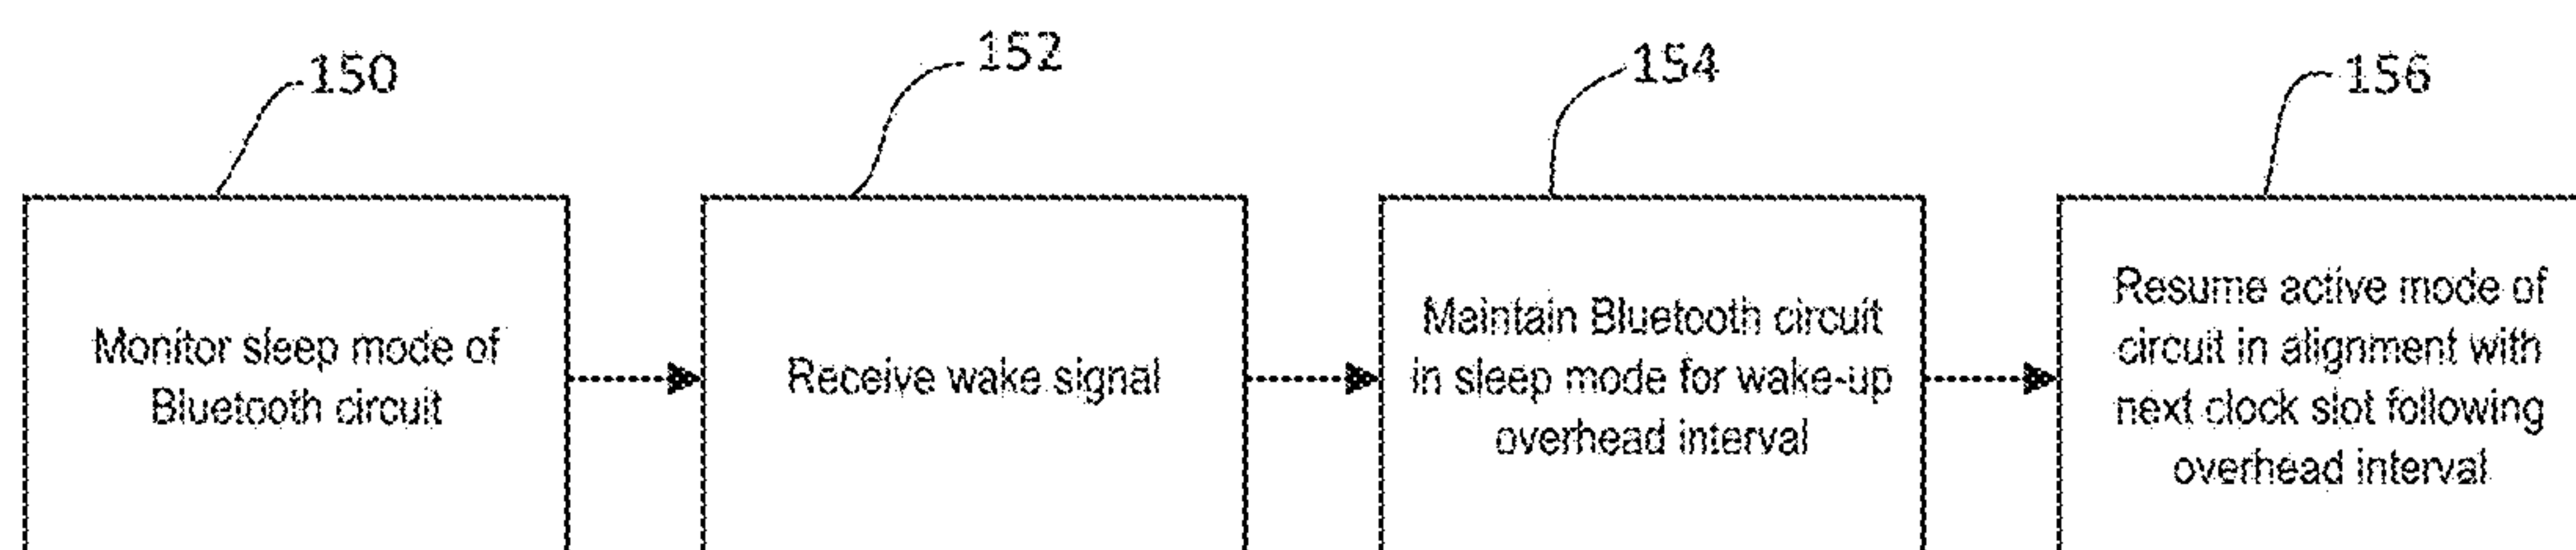 150
152
154
156
Monitor sleep mode of
Bluetooth circuit
Receive wake signal
Maintain Bluetooth circuit
in sleep mode for wake-up
overhead interval
Resume active mode of
circuit in alignment with
next clock slot following
overhead interval